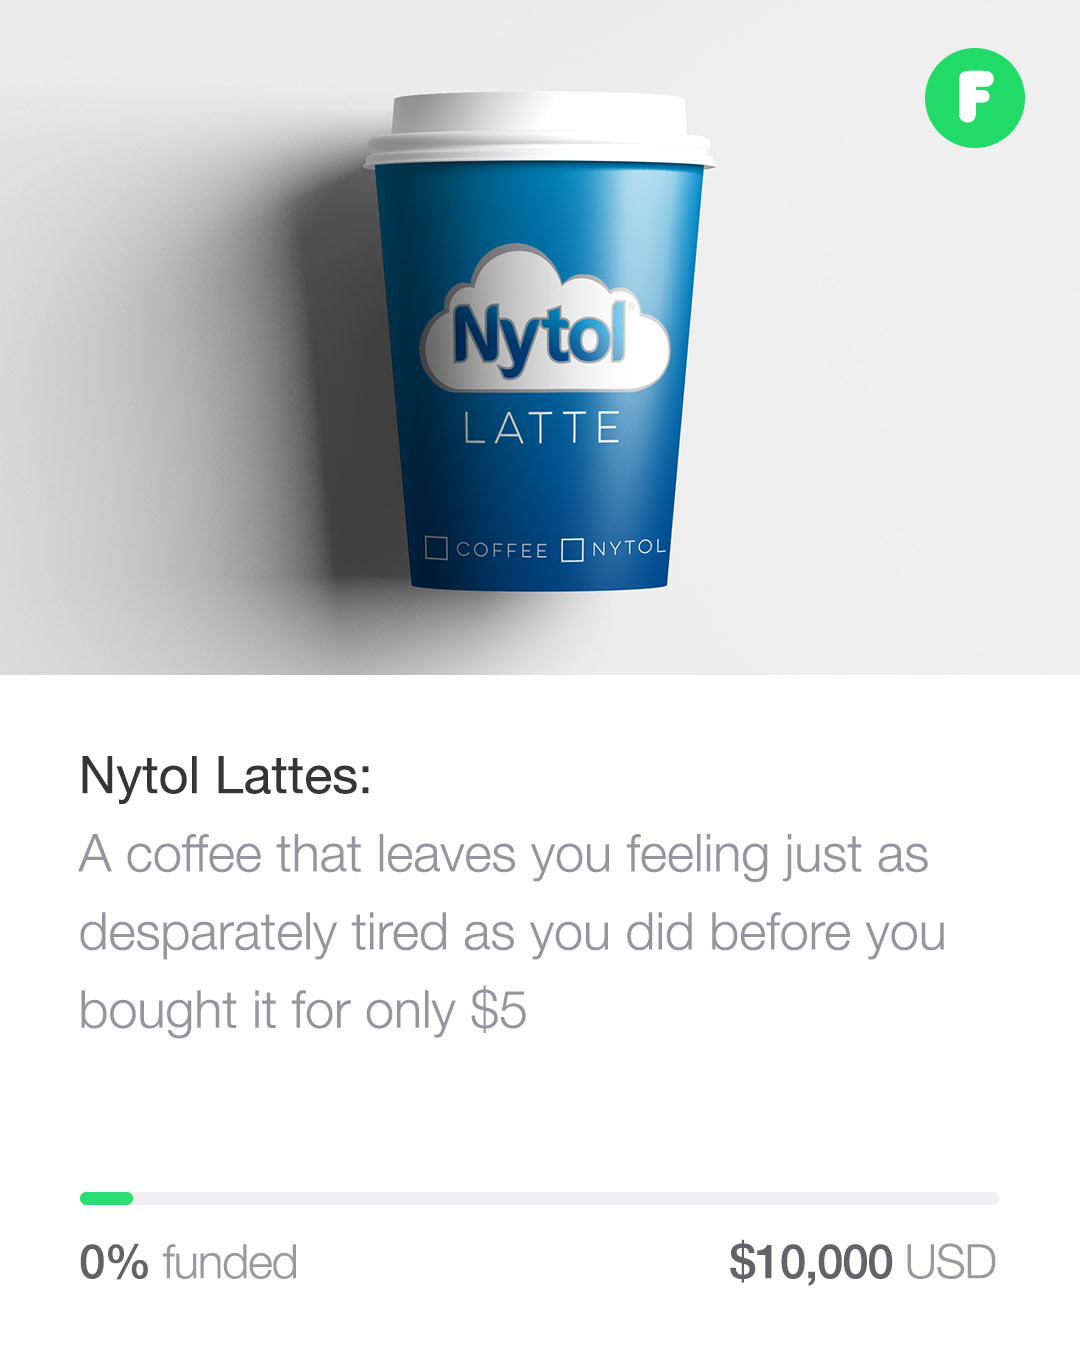 F
Nytol®
LATTE
COFFEE NYTOL
Nytol Lattes:
A coffee that leaves you feeling just as
desparately tired as you did before you
bought it for only $5
0% funded $10,000 USD